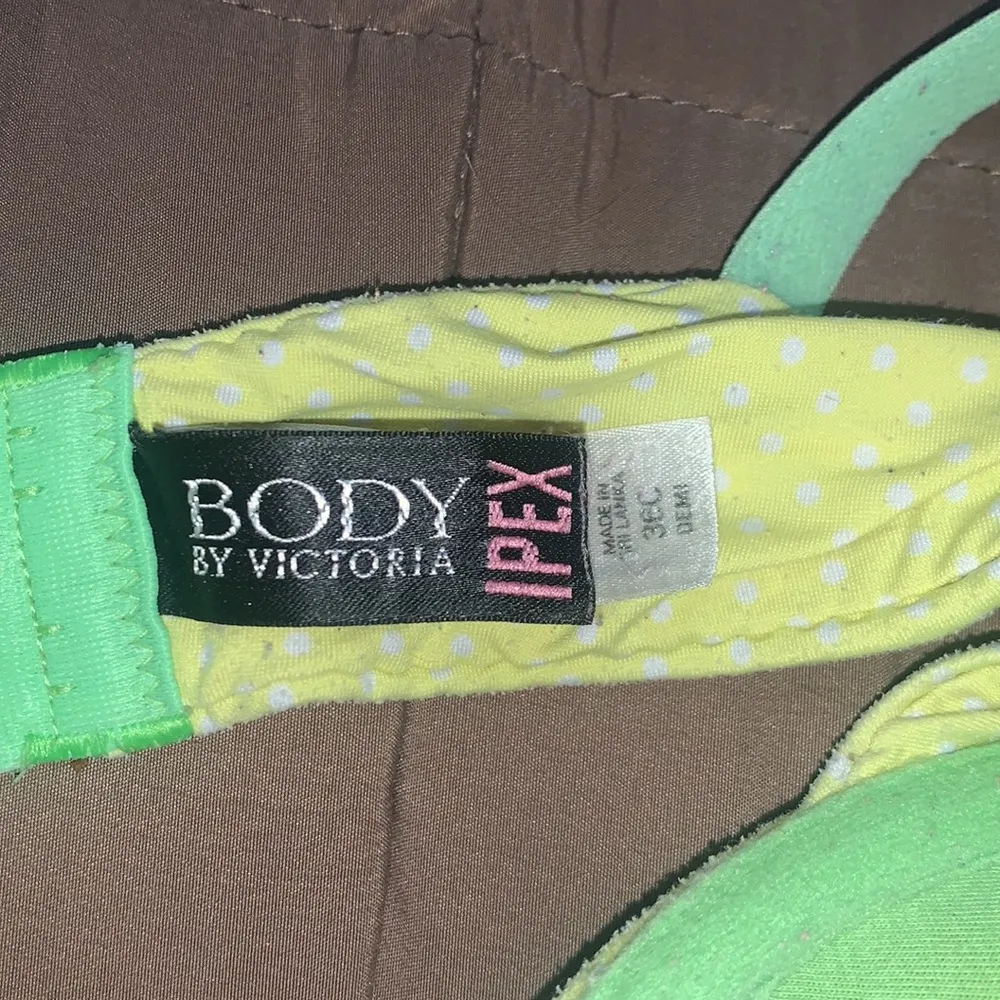 BODY
BY VICTORIA
IPEX
MADE IN
SRI LANKA
36C
DEMI